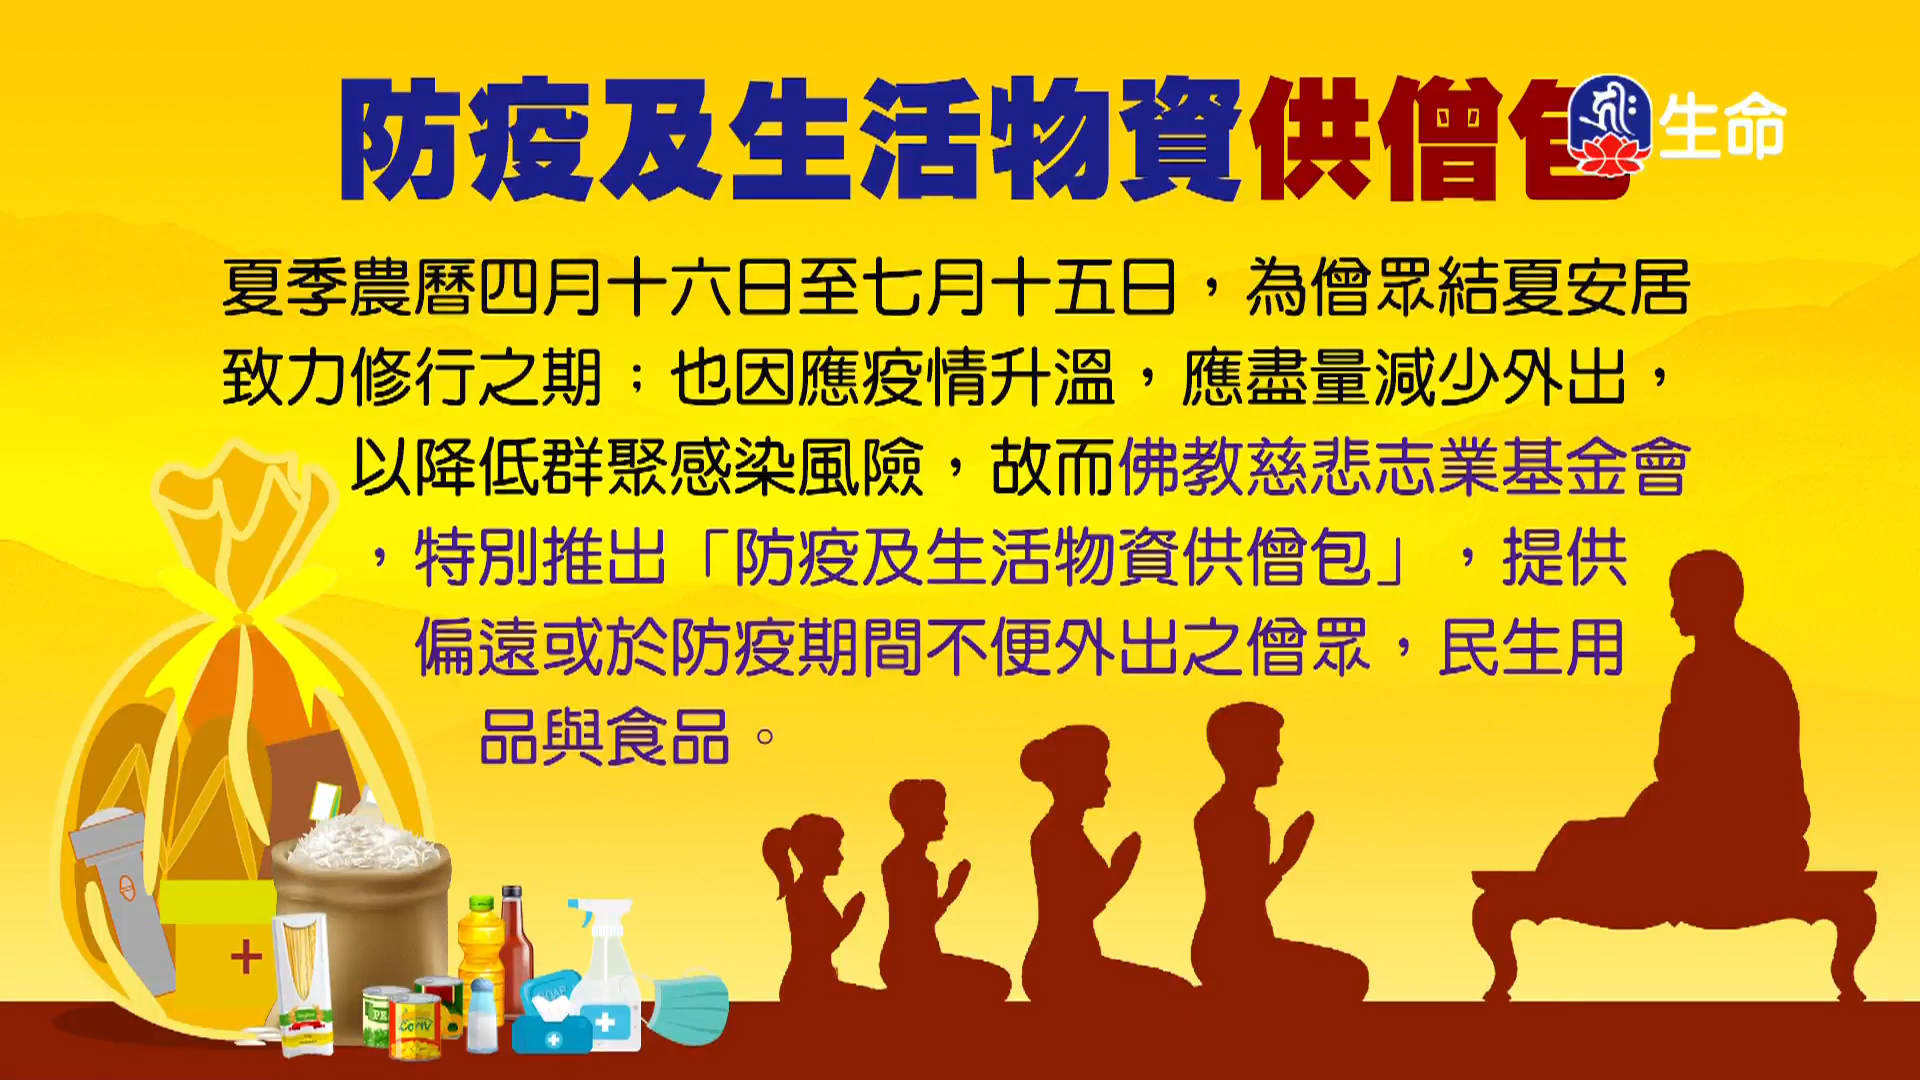 防疫及生活物資供僧包
生命
夏季農曆四月十六日至七月十五日，為僧眾結夏安居
致力修行之期；也因應疫情升溫，應盡量減少外出，
以降低群聚感染風險，故而佛教慈悲志業基金會
，特別推出「防疫及生活物資供僧包」，提供
偏遠或於防疫期間不便外出之僧眾，民生用
品與食品。
SOAP